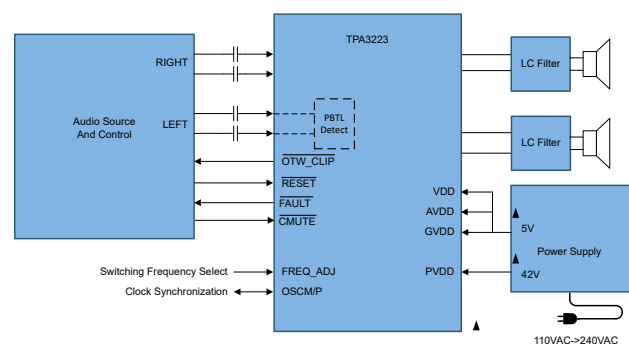 TPA3223
RIGHT
LEFT
Audio Source
And Control
PBTL
Detect
OTW_CLIP
RESET
FAULT
CMUTE
Switching Frequency Select
FREQ_ADJ
Clock Synchronization
OSCM/P
LC Filter
LC Filter
VDD
AVDD
GVDD
PVDD
5V
Power Supply
42V
110VAC->240VAC